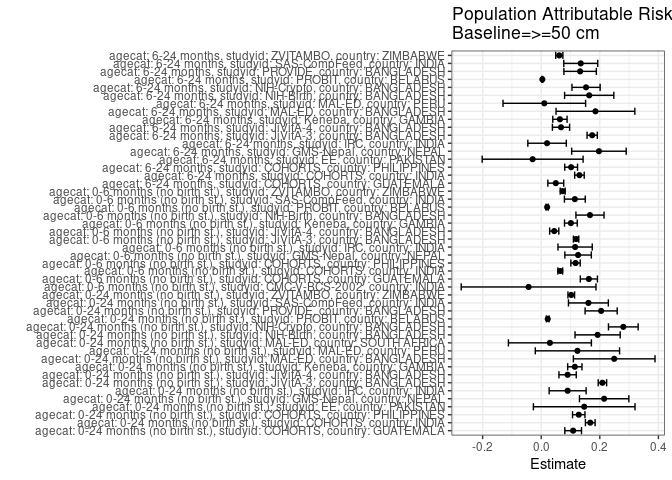 Population Attributable Risk
Baseline=>=50 cm
agecat: 6-24 months, studyid: ZVITAMBO, country: ZIMBABWE
agecat: 6-24 months, studyid: SAS-CompFeed, country: INDIA
agecat: 6-24 months, studyid: PROVIDE, country: BANGLADESH
agecat: 6-24 months, studyid: PROBIT, country: BELARUS
agecat: 6-24 months, studyid: NIH-Crypto, country: BANGLADESH
agecat: 6-24 months, studyid: NIH-Birth, country: BANGLADESH
agecat: 6-24 months, studyid: MAL-ED, country: PERU
agecat: 6-24 months, studyid: MAL-ED, country: BANGLADESH
agecat: 6-24 months, studyid: Keneba, country: GAMBIA
agecat: 6-24 months, studyid: JiVitA-4, country: BANGLADESH
agecat: 6-24 months, studyid: JiVitA-3, country: BANGLADESH
agecat: 6-24 months, studyid: IRC, country: INDIA
agecat: 6-24 months, studyid: GMS-Nepal, country: NEPAL
agecat: 6-24 months, studyid: EE, country: PAKISTAN
agecat: 6-24 months, studyid: COHORTS, country: PHILIPPINES
agecat: 6-24 months, studyid: COHORTS, country: INDIA
agecat: 6-24 months, studyid: COHORTS, country: GUATEMALA
agecat: 0-6 months (no birth st.), studyid: ZVITAMBO, country: ZIMBABWE
agecat: 0-6 months (no birth st.), studyid: SAS-CompFeed, country: INDIA
agecat: 0-6 months (no birth st.), studyid: PROBIT, country: BELARUS
agecat: 0-6 months (no birth st.), studyid: NIH-Birth, country: BANGLADESH
agecat: 0-6 months (no birth st.), studyid: Keneba, country: GAMBIA
agecat: 0-6 months (no birth st.), studyid: JiVitA-4, country: BANGLADESH
agecat: 0-6 months (no birth st.), studyid: JiVitA-3, country: BANGLADESH
agecat: 0-6 months (no birth st.), studyid: IRC, country: INDIA
agecat: 0-6 months (no birth st.), studyid: GMS-Nepal, country: NEPAL
agecat: 0-6 months (no birth st.), studyid: COHORTS, country: PHILIPPINES
agecat: 0-6 months (no birth st.), studyid: COHORTS, country: INDIA
agecat: 0-6 months (no birth st.), studyid: COHORTS, country: GUATEMALA
agecat: 0-6 months (no birth st.), studyid: CMC-V-BCS-2002, country: INDIA
agecat: 0-24 months (no birth st.), studyid: ZVITAMBO, country: ZIMBABWE
agecat: 0-24 months (no birth st.), studyid: SAS-CompFeed, country: INDIA
agecat: 0-24 months (no birth st.), studyid: PROVIDE, country: BANGLADESH
agecat: 0-24 months (no birth st.), studyid: PROBIT, country: BELARUS
agecat: 0-24 months (no birth st.), studyid: NIH-Crypto, country: BANGLADESH
agecat: 0-24 months (no birth st.), studyid: NIH-Birth, country: BANGLADESH
agecat: 0-24 months (no birth st.), studyid: MAL-ED, country: SOUTH AFRICA
agecat: 0-24 months (no birth st.), studyid: MAL-ED, country: PERU
agecat: 0-24 months (no birth st.), studyid: MAL-ED, country: BANGLADESH
agecat: 0-24 months (no birth st.), studyid: Keneba, country: GAMBIA
agecat: 0-24 months (no birth st.), studyid: JiVitA-4, country: BANGLADESH
agecat: 0-24 months (no birth st.), studyid: JiVitA-3, country: BANGLADESH
agecat: 0-24 months (no birth st.), studyid: IRC, country: INDIA
agecat: 0-24 months (no birth st.), studyid: GMS-Nepal, country: NEPAL
agecat: 0-24 months (no birth st.), studyid: EE, country: PAKISTAN
agecat: 0-24 months (no birth st.), studyid: COHORTS, country: PHILIPPINES
agecat: 0-24 months (no birth st.), studyid: COHORTS, country: INDIA
agecat: 0-24 months (no birth st.), studyid: COHORTS, country: GUATEMALA
-0.2 0.0 0.2 0.4
Estimate